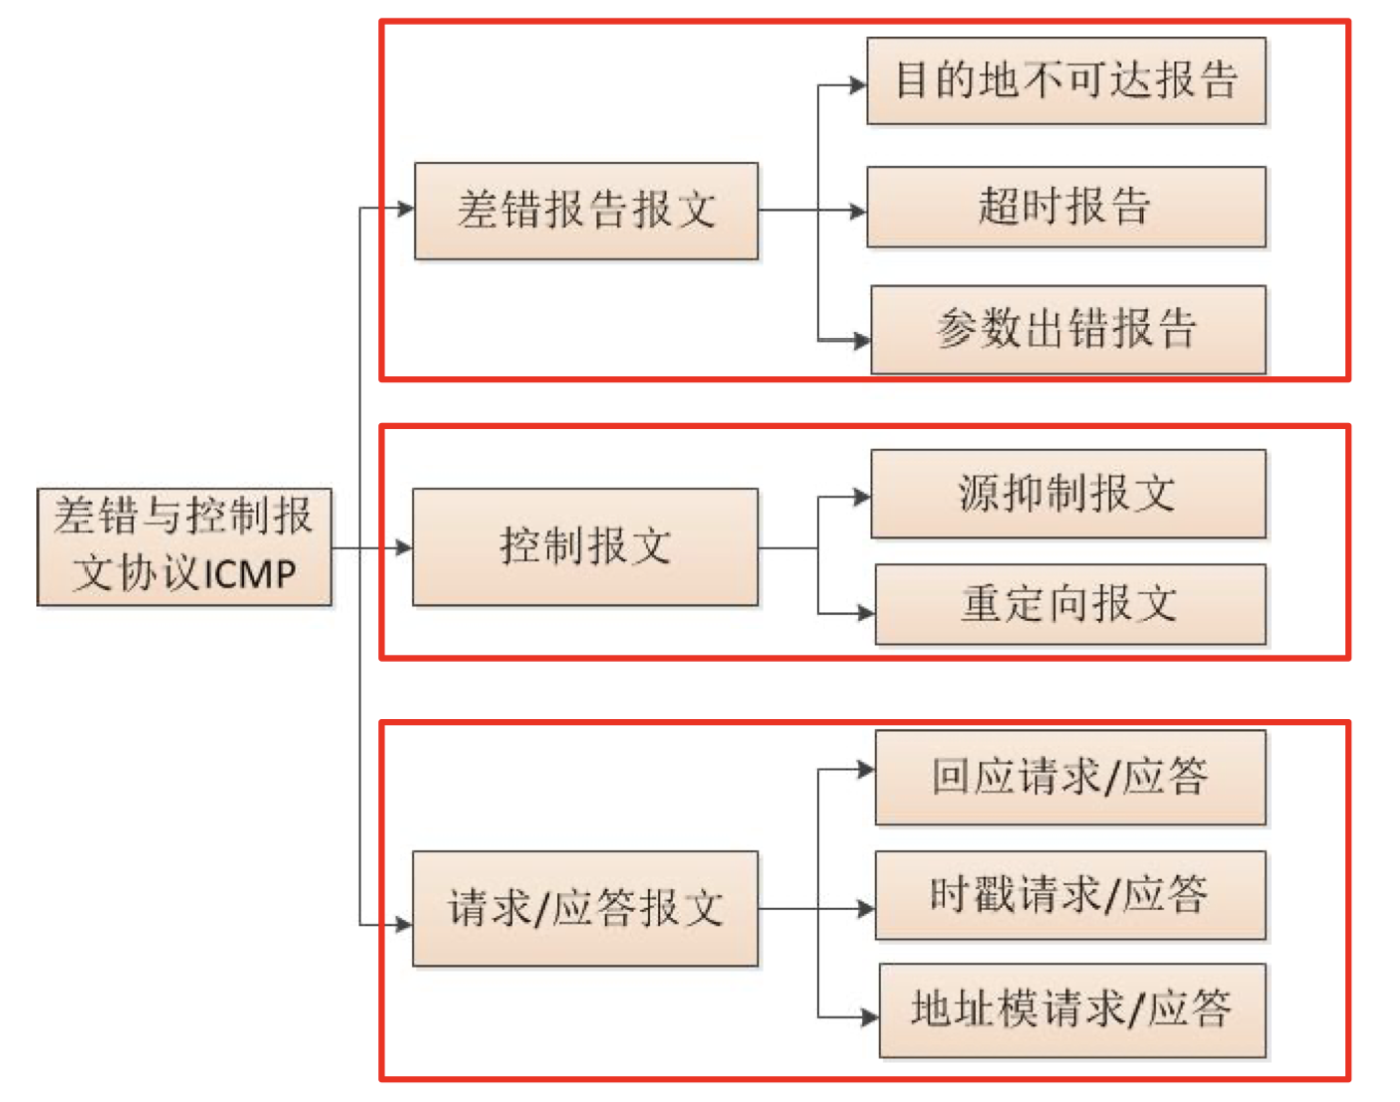 目的地不可达报告
差错报告报文
超时报告
参数出错报告
差错与控制报
文协议ICMP
控制报文
源抑制报文
重定向报文
请求/应答报文
回应请求/应答
时戳请求/应答
地址模请求/应答